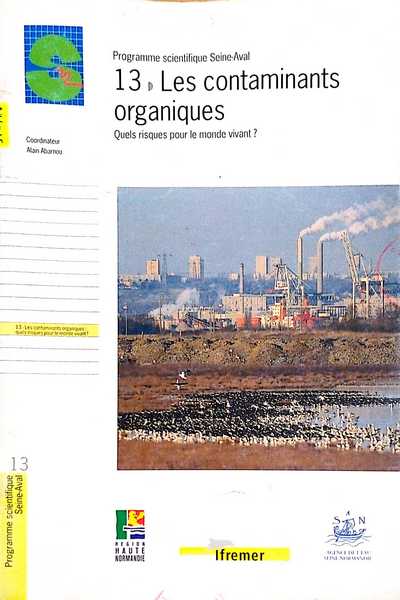 Programme scientifique Seine-Aval
13 Les contaminants
organiques
Quels risques pour le monde vivant ?
Coordinateur
Alain Abarnou
13 - Les contaminants organiques :
quels risques pour le monde vivant ?
13
Programme scientifique
Seine-Aval
REGION
HAUTE
NORMANDIE
Ifremer
S N
AGENCE DE L'EAU
SEINE-NORMANDIE